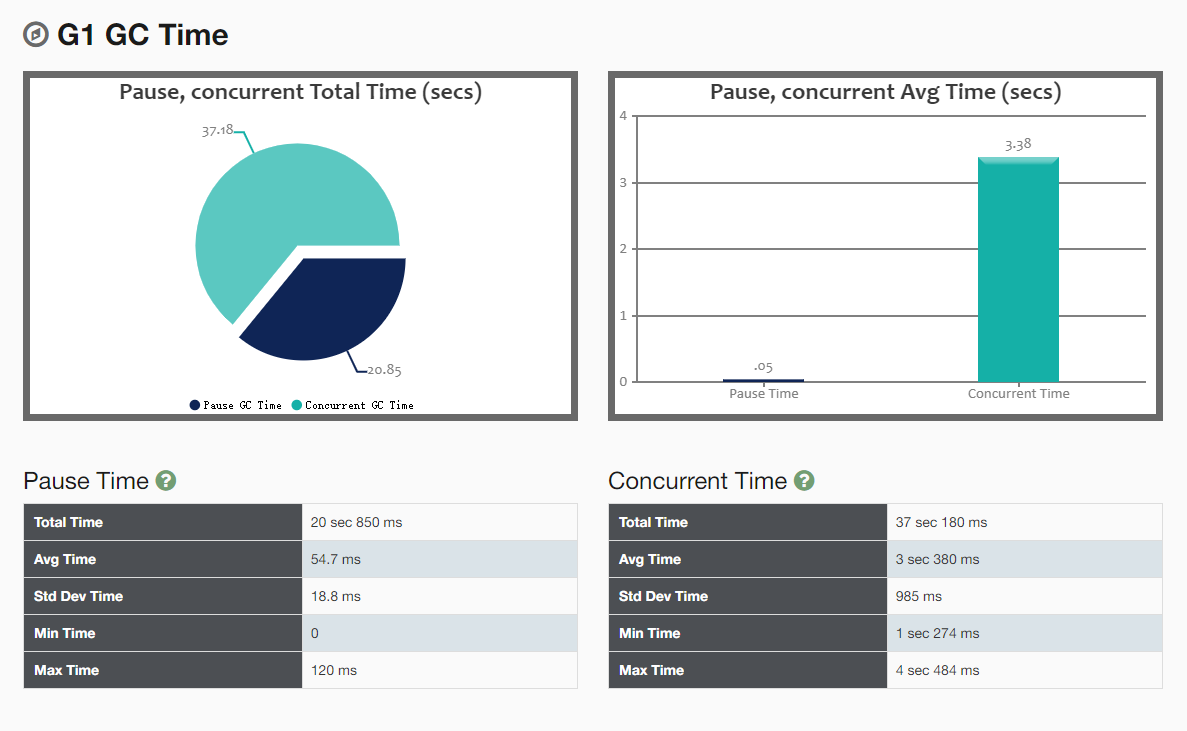 G1 GC Time
Pause, concurrent Total Time (secs)
37.18
20.85
Pause GC Time Concurrent GC Time
Pause, concurrent Avg Time (secs)
4
3
2
1
0
3.38
.05
Pause Time Concurrent Time
Pause Time ?
Total Time 20 sec 850 ms
Avg Time 54.7 ms
Std Dev Time 18.8 ms
Min Time 0
Max Time 120 ms
Concurrent Time ?
Total Time 37 sec 180 ms
Avg Time 3 sec 380 ms
Std Dev Time 985 ms
Min Time 1 sec 274 ms
Max Time 4 sec 484 ms